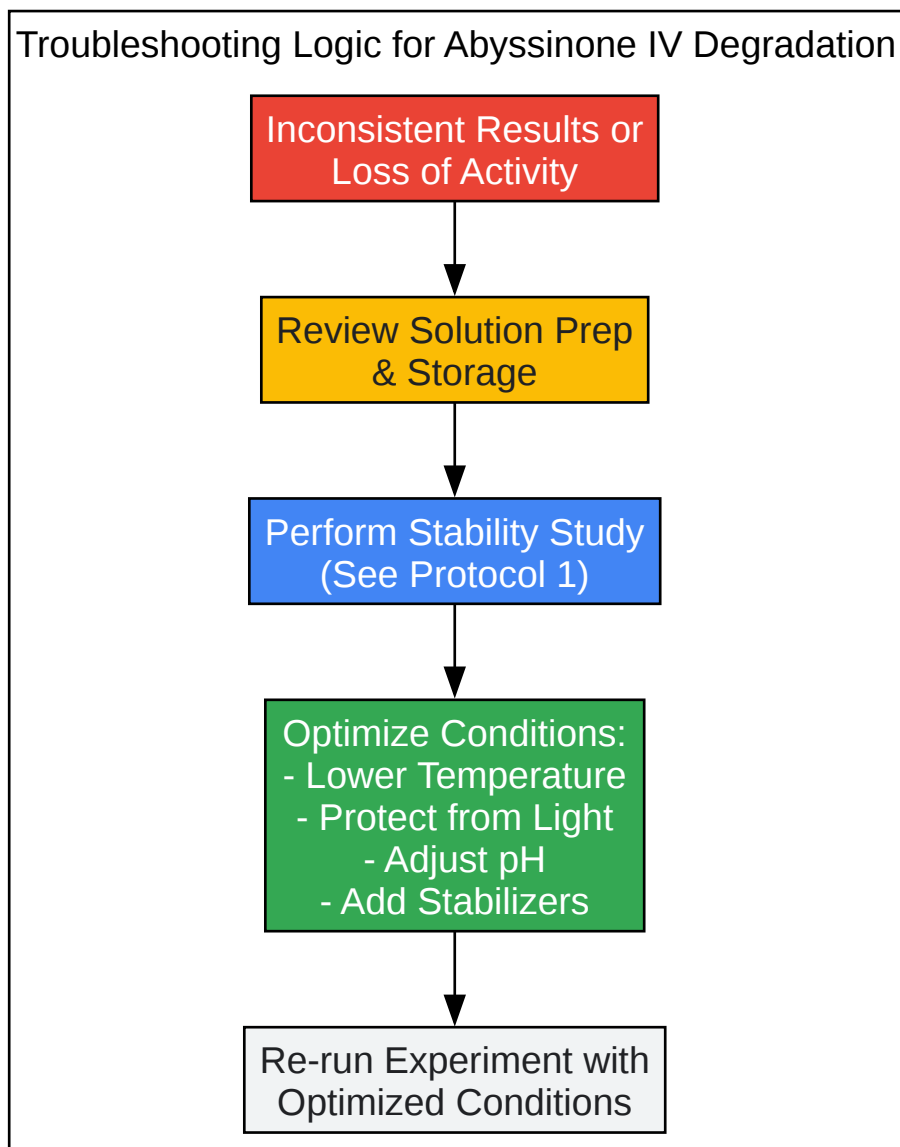 Troubleshooting Logic for Abyssinone IV Degradation
Inconsistent Results or
Loss of Activity
Review Solution Prep
& Storage
Perform Stability Study
(See Protocol 1)
Optimize Conditions:
- Lower Temperature
- Protect from Light
- Adjust pH
- Add Stabilizers
Re-run Experiment with
Optimized Conditions